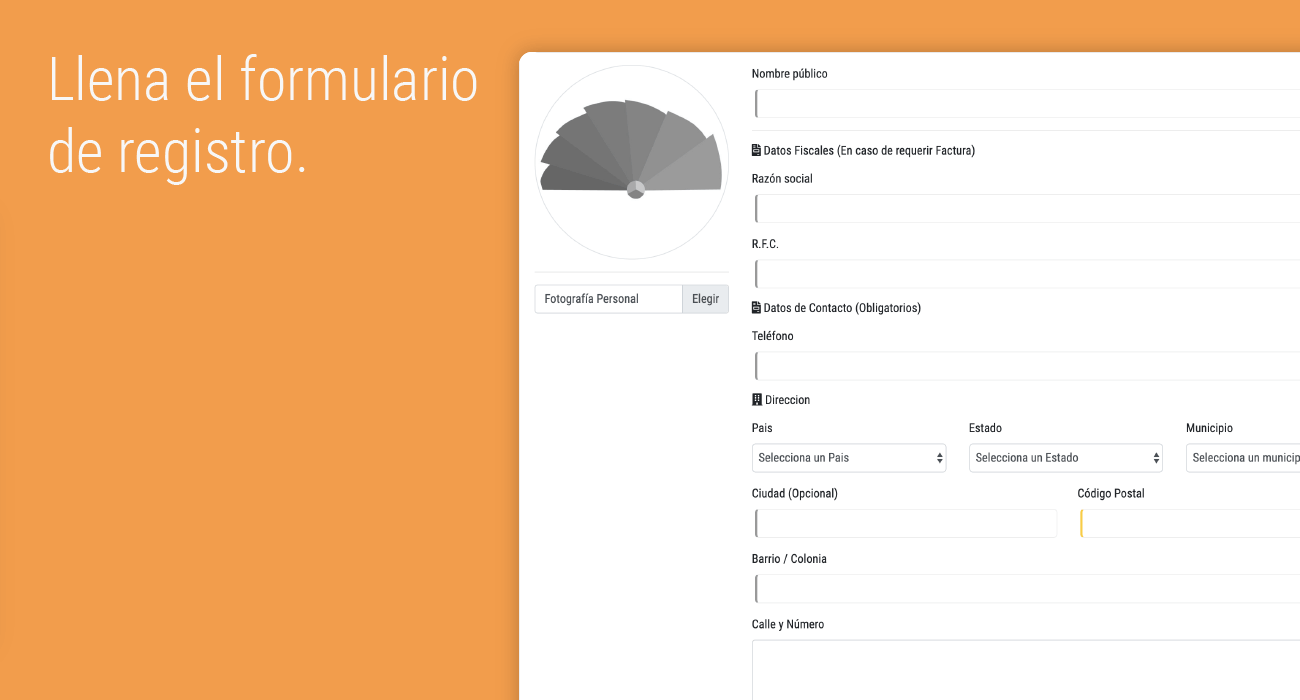 Llena el formulario
de registro.
Fotografía Personal
Elegir
Nombre público
Datos Fiscales (En caso de requerir Factura)
Razón social
R.F.C.
Datos de Contacto (Obligatorios)
Teléfono
Direccion
Pais Estado Municipio
Selecciona un Pais Selecciona un Estado Selecciona un municip
Ciudad (Opcional) Código Postal
Barrio / Colonia
Calle y Número